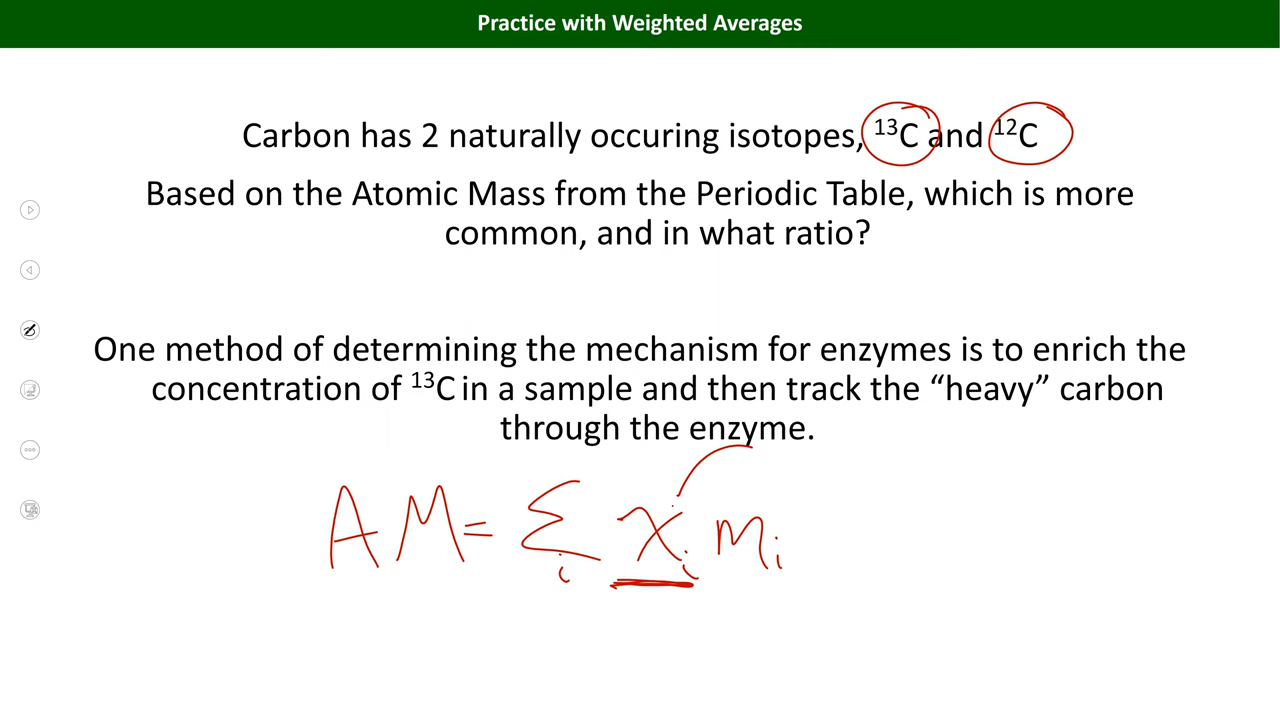 Practice with Weighted Averages
Carbon has 2 naturally occuring isotopes, ¹³C and ¹²C
Based on the Atomic Mass from the Periodic Table, which is more
common, and in what ratio?
One method of determining the mechanism for enzymes is to enrich the
concentration of ¹³C in a sample and then track the “heavy” carbon
through the enzyme.
AM = Σᵢ χᵢ mᵢ